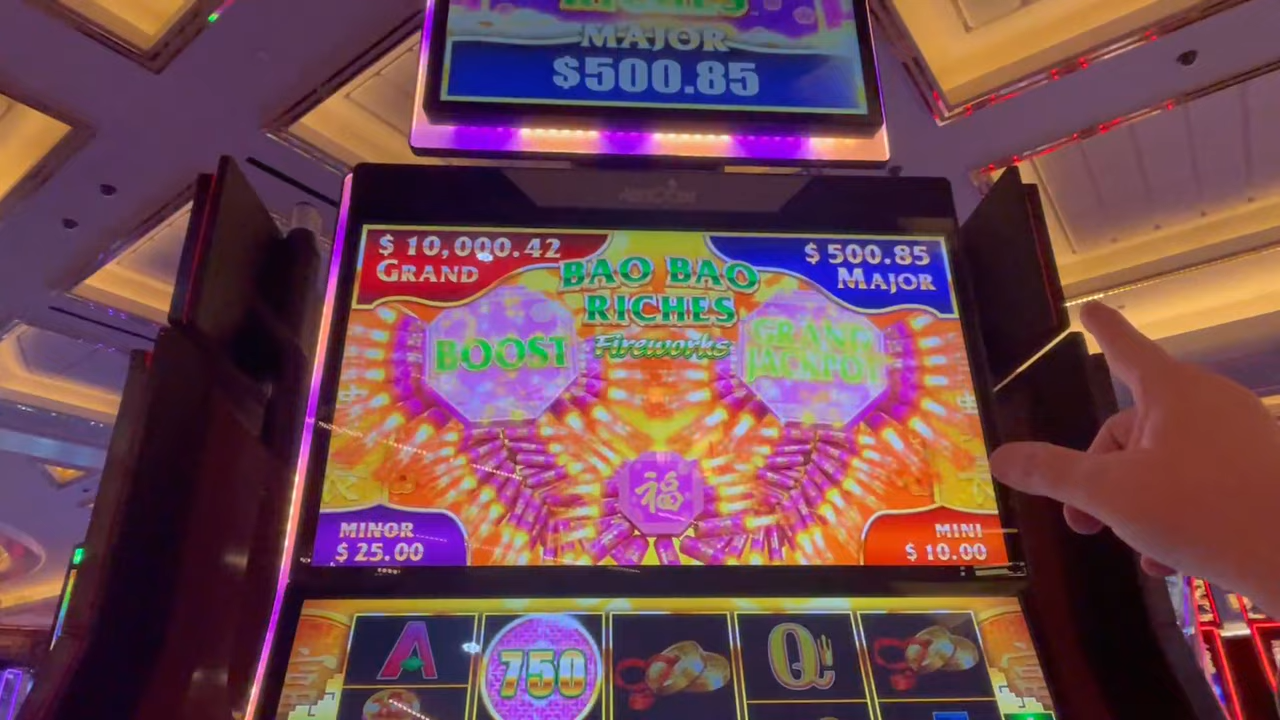 MAJOR
$500.85
$ 10,000.42
GRAND
BAO BAO
RICHES
Fireworks
$ 500.85
MAJOR
BOOST
GRAND
JACKPOT
福
MINOR
$ 25.00
MINI
$ 10.00
A
750
Q